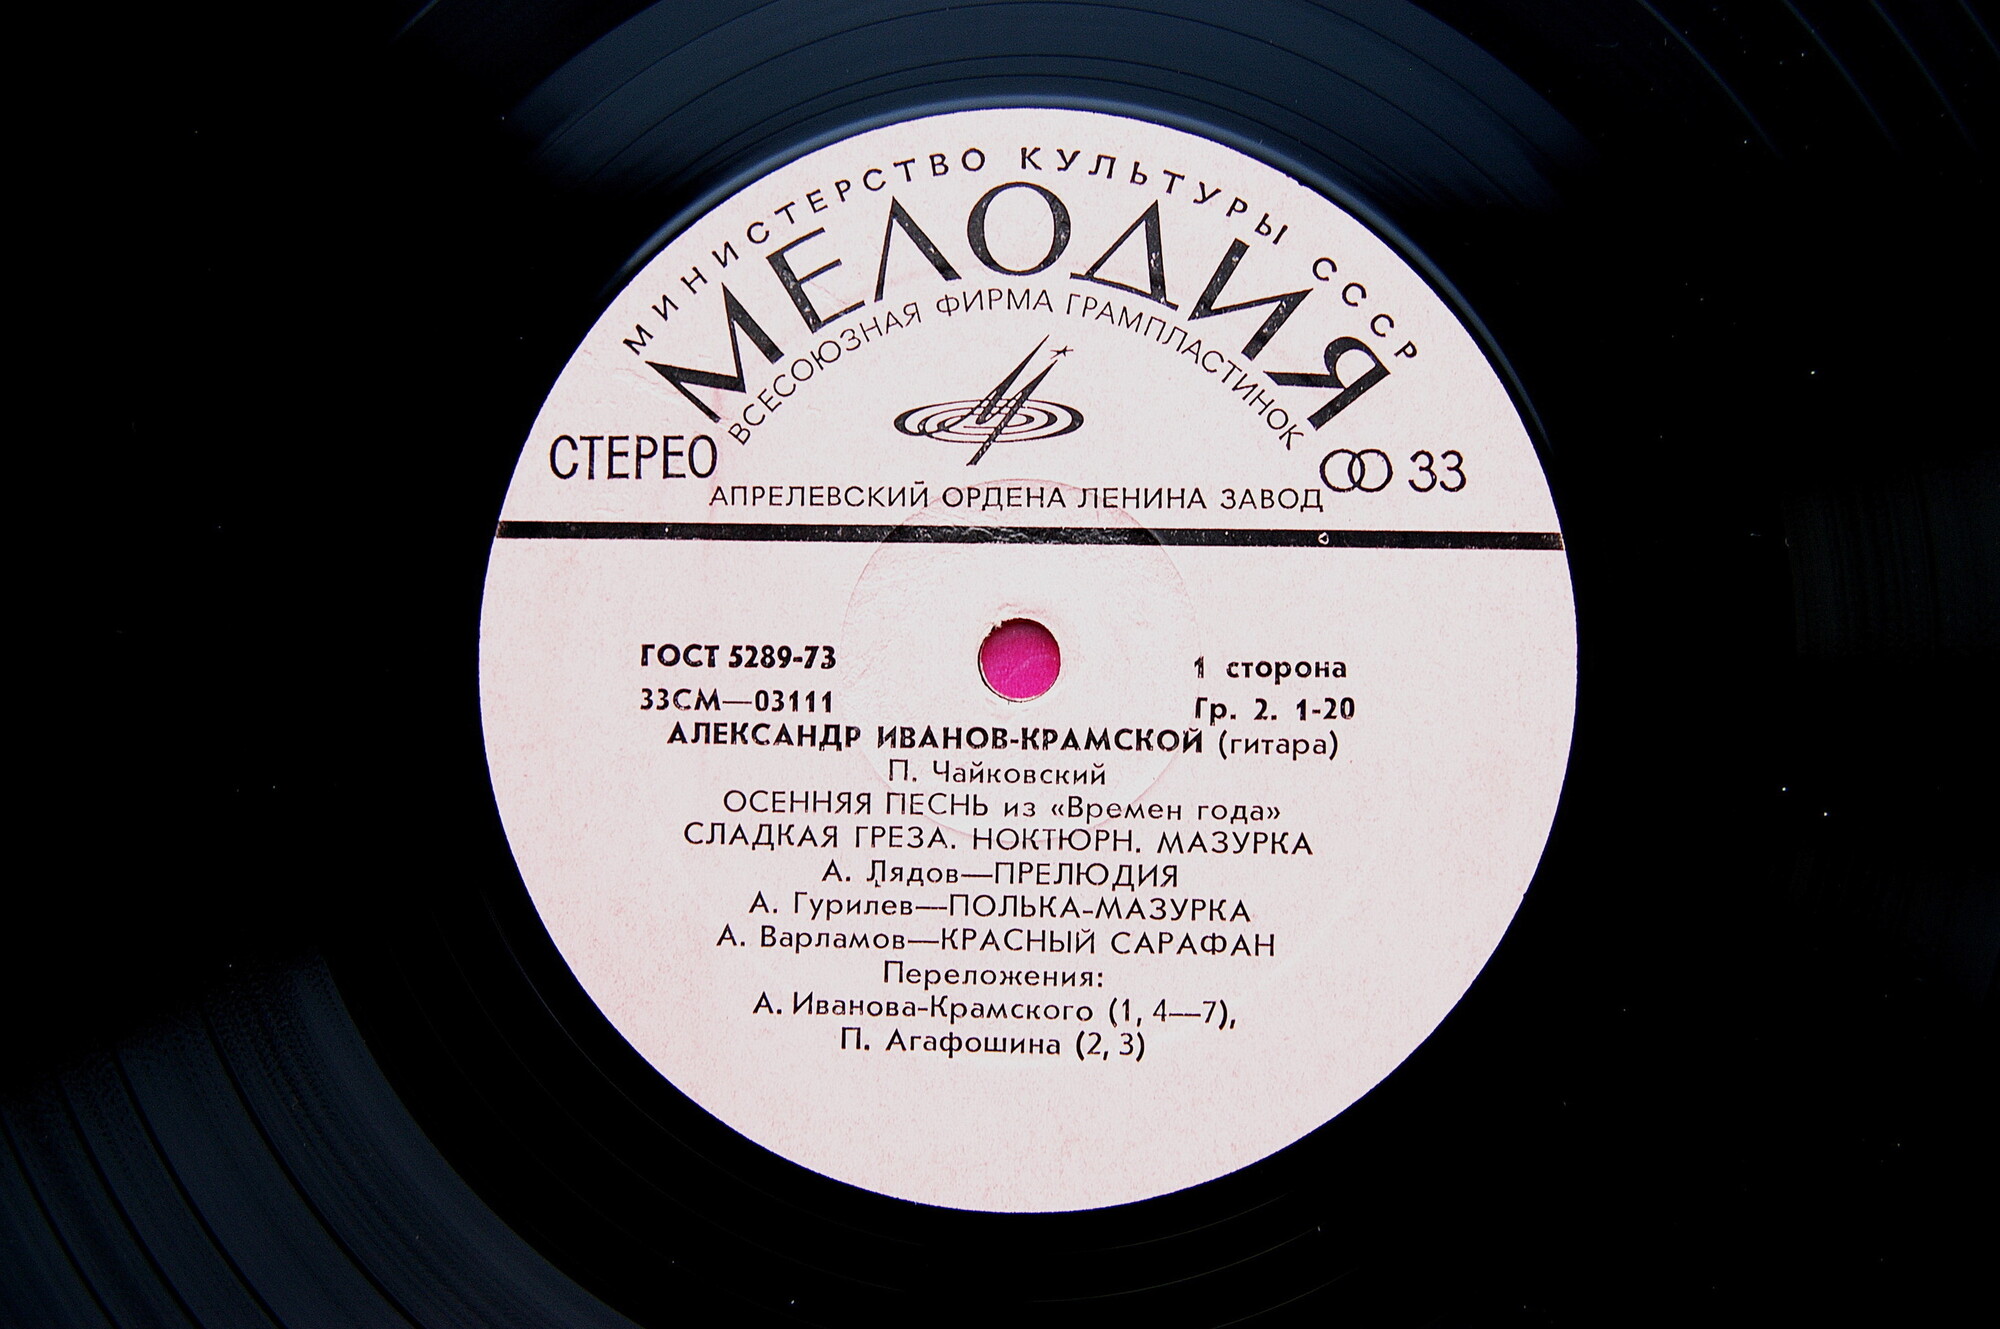 МИНИСТЕРСТВО КУЛЬТУРЫ СССР
МЕЛОДИЯ
ВСЕСОЮЗНАЯ ФИРМА ГРАМПЛАСТИНОК
СТЕРЕО
33
АПРЕЛЕВСКИЙ ОРДЕНА ЛЕНИНА ЗАВОД
ГОСТ 5289-73
1 сторона
33СМ—03111
Гр. 2. 1-20
АЛЕКСАНДР ИВАНОВ-КРАМСКОЙ (гитара)
П. Чайковский
ОСЕННЯЯ ПЕСНЬ из «Времен года»
СЛАДКАЯ ГРЕЗА. НОКТЮРН. МАЗУРКА
А. Лядов—ПРЕЛЮДИЯ
А. Гурилев—ПОЛЬКА-МАЗУРКА
А. Варламов—КРАСНЫЙ САРАФАН
Переложения:
А. Иванова-Крамского (1, 4—7),
П. Агафошина (2, 3)